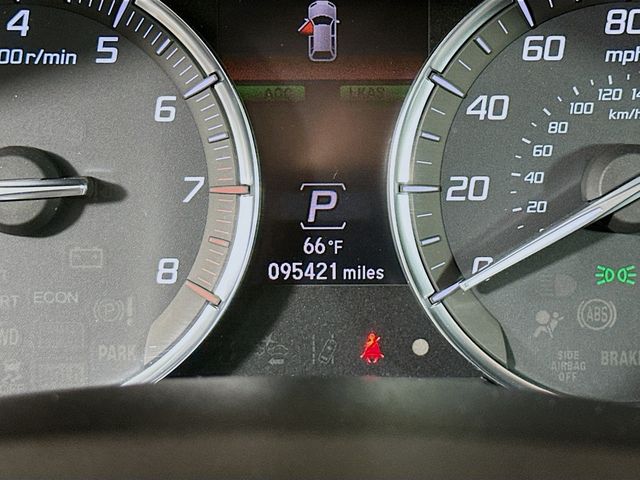 4
5
6
7
8
00r/min
ACC
LKAS
P
66°F
095421 miles
80
60
40
20
0
mph
120
100
80
60
40
20
km/h
ECON
PARK
ABS
SIDE
AIRBAG
OFF
BRAKE